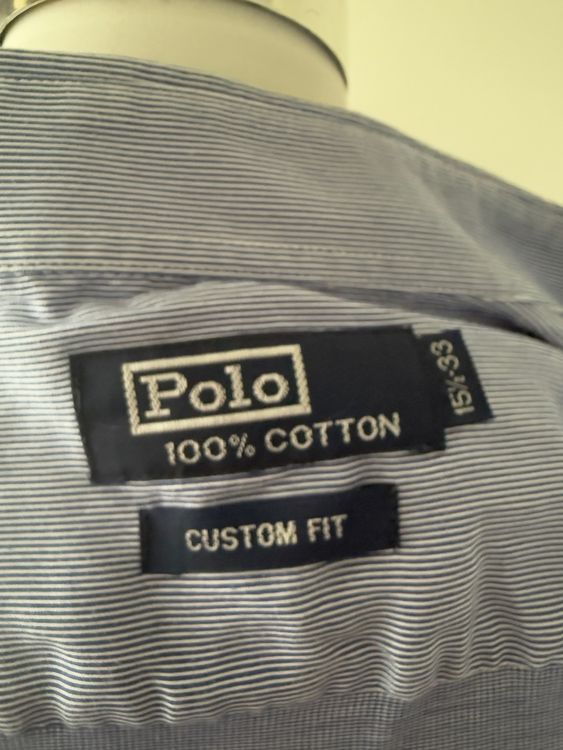 Polo
100% COTTON
15½-33
CUSTOM FIT